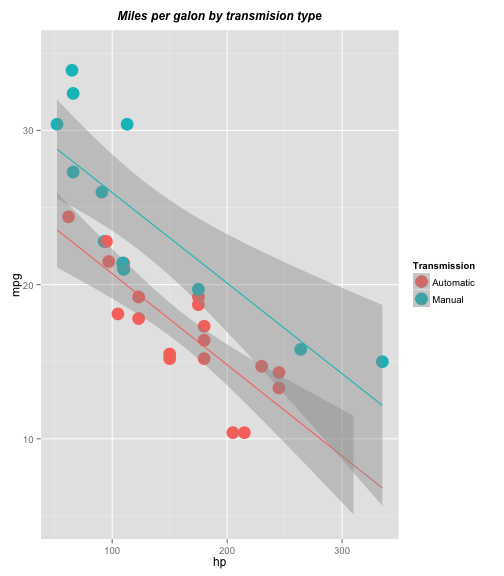 Miles per galon by transmision type
30
20
10
mpg
100
200
300
hp
Transmission
Automatic
Manual